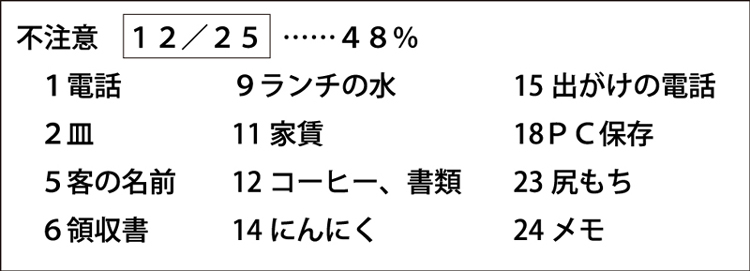 不注意 １２／２５ ……４８％
１電話 ９ランチの水 15 出がけの電話
２皿 11 家賃 18ＰＣ保存
５客の名前 12 コーヒー、書類 23 尻もち
６領収書 14 にんにく 24 メモ